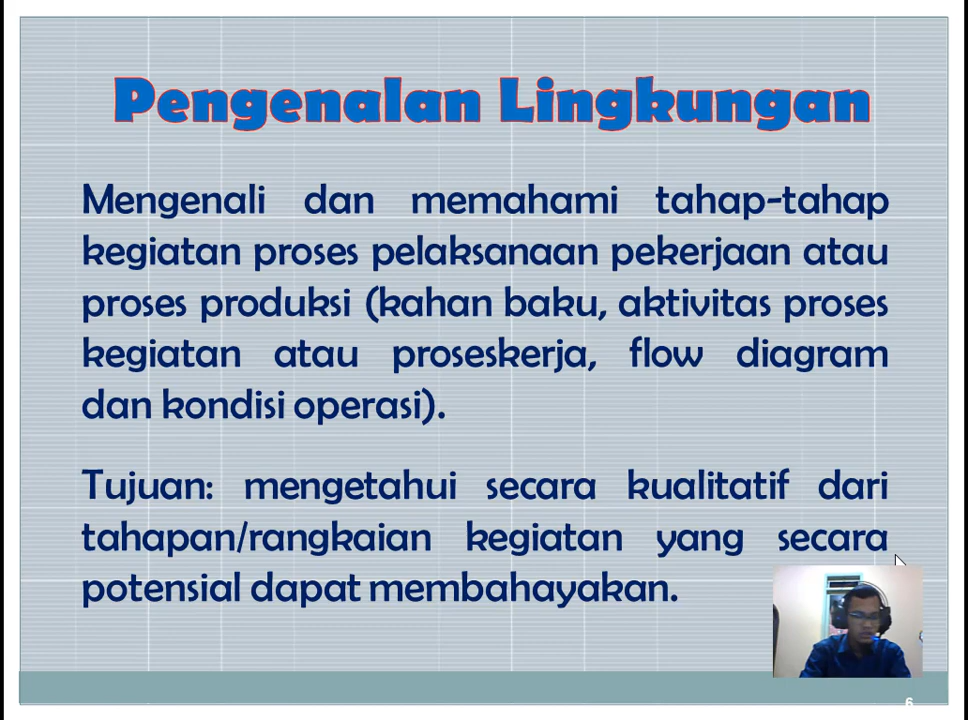 Pengenalan Lingkungan
Mengenali dan memahami tahap-tahap
kegiatan proses pelaksanaan pekerjaan atau
proses produksi (kahan baku, aktivitas proses
kegiatan atau proseskerja, flow diagram
dan kondisi operasi).
Tujuan: mengetahui secara kualitatif dari
tahapan/rangkaian kegiatan yang secara
potensial dapat membahayakan.
6